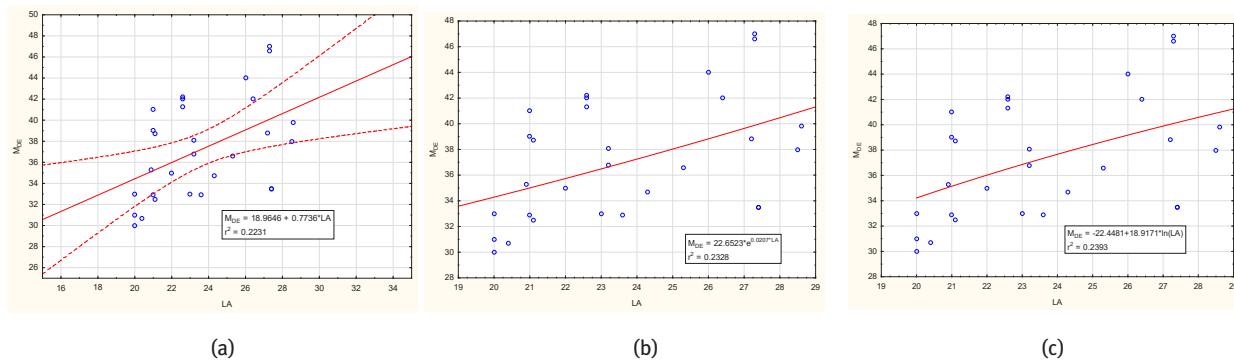 50
48
46
44
42
40
38
36
34
32
30
28
26
M_DE
14 16 18 20 22 24 26 28 30 32 34
LA
M_DE = 18.9646 + 0.7736*LA
r² = 0.2231
(a)
48
46
44
42
40
38
36
34
32
30
28
M_DE
19 20 21 22 23 24 25 26 27 28 29
LA
M_DE = 22.6523*e^0.0207*LA
r² = 0.2328
(b)
48
46
44
42
40
38
36
34
32
30
28
M_DE
19 20 21 22 23 24 25 26 27 28 29
LA
M_DE = -22.4481+18.9171*ln(LA)
r² = 0.2393
(c)